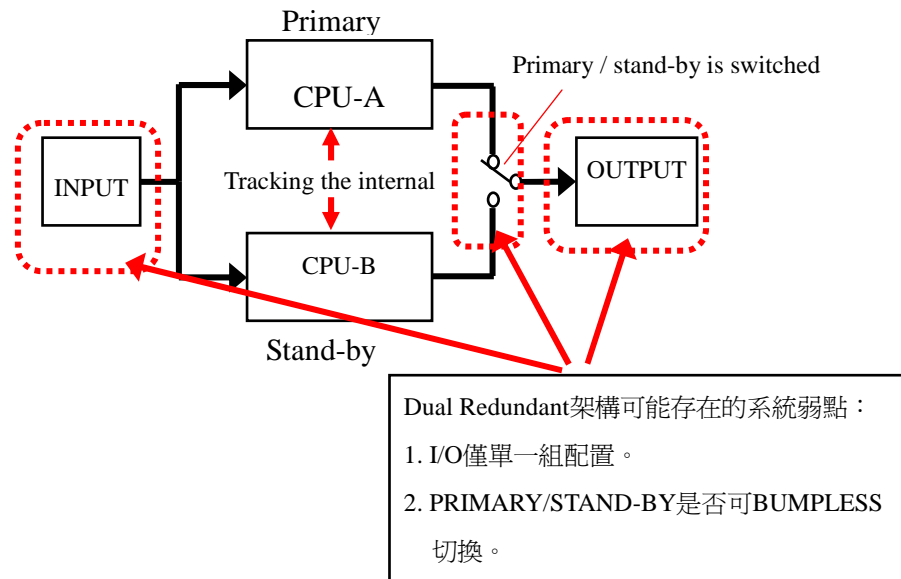 Primary
CPU-A
Primary / stand-by is switched
INPUT
Tracking the internal
OUTPUT
CPU-B
Stand-by
Dual Redundant架構可能存在的系統弱點：
1. I/O僅單一組配置。
2. PRIMARY/STAND-BY是否可BUMPLESS
切換。